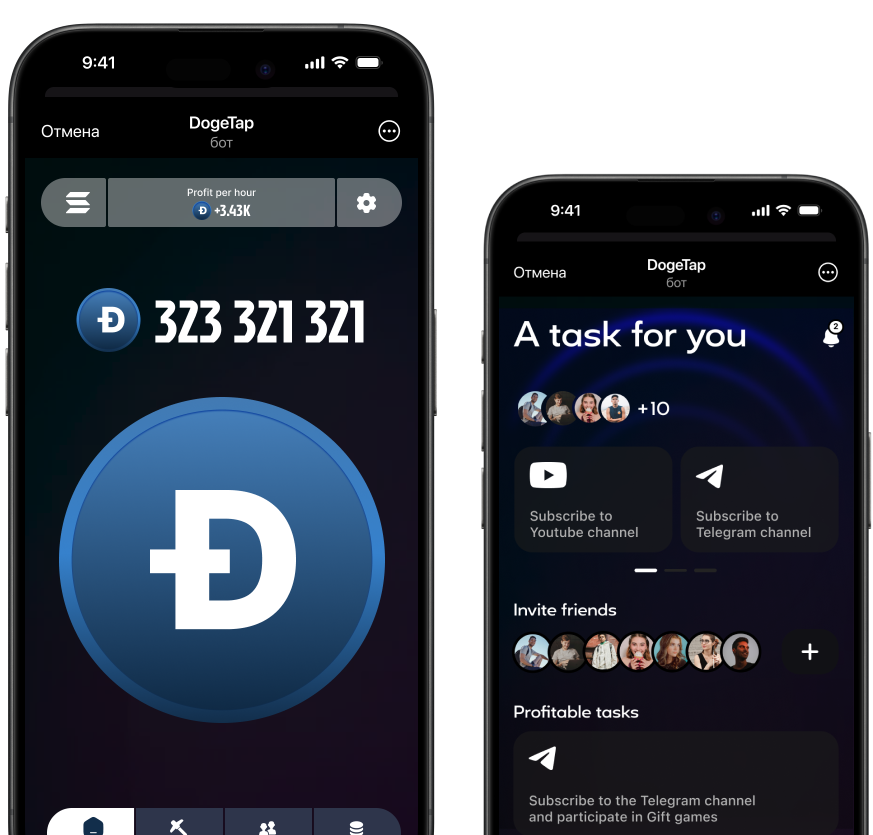 9:41
Отмена
DogeTap
бот
Profit per hour
+3.43K
323 321 321
9:41
Отмена
DogeTap
бот
A task for you
2
+10
Subscribe to
Youtube channel
Subscribe to
Telegram channel
Invite friends
+
Profitable tasks
Subscribe to the Telegram channel
and participate in Gift games